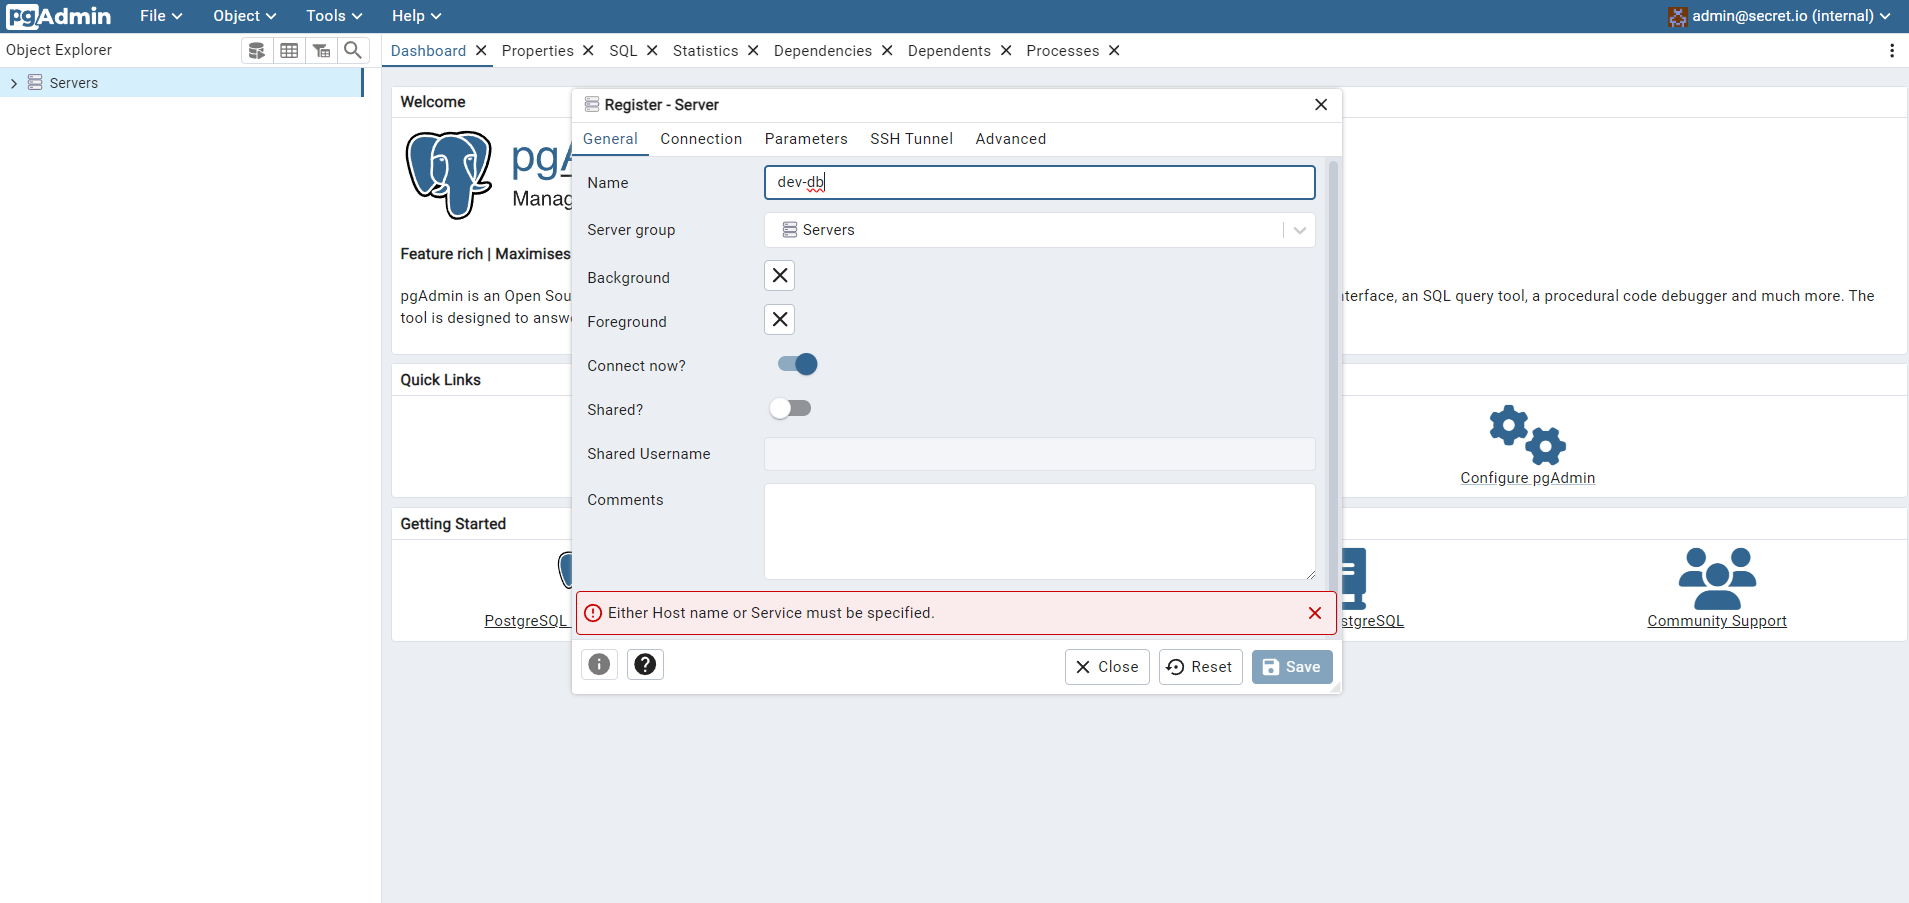 pgAdmin File Object Tools Help admin@secret.io (internal)
Object Explorer
Dashboard Properties SQL Statistics Dependencies Dependents Processes
Servers
Welcome
pgA
Manag
Feature rich | Maximises
pgAdmin is an Open Sou
terface, an SQL query tool, a procedural code debugger and much more. The
tool is designed to answ
Quick Links
Configure pgAdmin
Getting Started
PostgreSQL
stgreSQL
Community Support
Register - Server
General Connection Parameters SSH Tunnel Advanced
Name dev-db
Server group Servers
Background
Foreground
Connect now?
Shared?
Shared Username
Comments
Either Host name or Service must be specified.
Close Reset Save